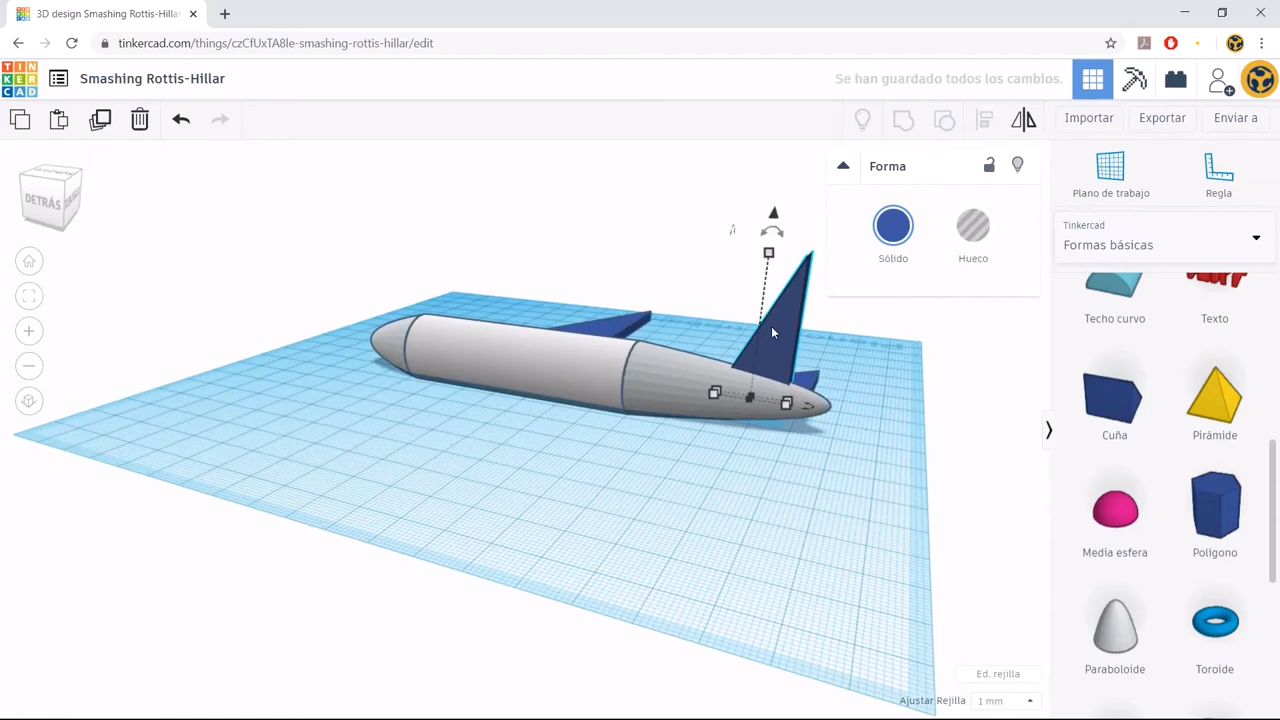 3D design Smashing Rottis-Hillar
tinkercad.com/things/czCfUxTA8le-smashing-rottis-hillar/edit
TIN
KER
CAD
Smashing Rottis-Hillar
Se han guardado todos los cambios.
Importar
Exportar
Enviar a
DETRÁS
Forma
Sólido
Hueco
Plano de trabajo
Regla
Tinkercad
Formas básicas
Techo curvo
Texto
Cuña
Pirámide
Media esfera
Polígono
Paraboloide
Toroide
Ed. rejilla
Ajustar Rejilla
1 mm